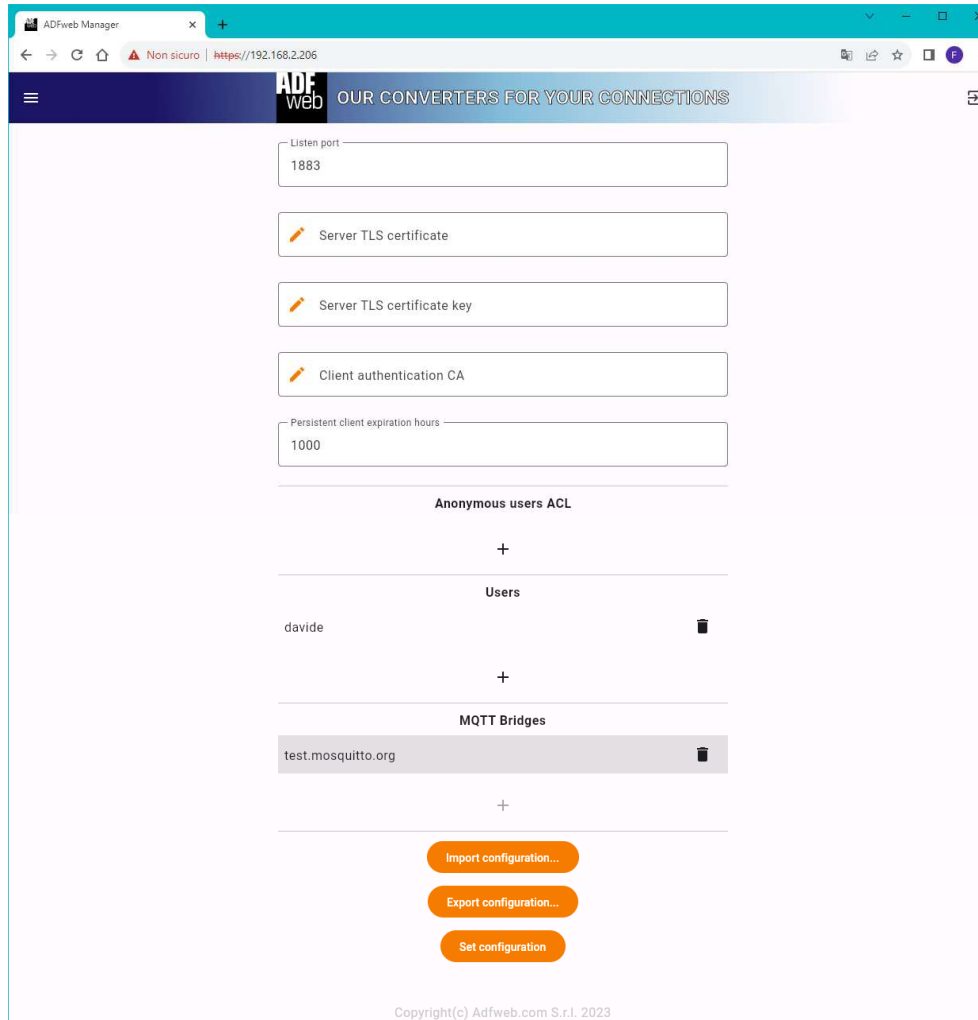 ADFweb Manager
Non sicuro | https://192.168.2.206
F
ADF
web
OUR CONVERTERS FOR YOUR CONNECTIONS
Listen port
1883
Server TLS certificate
Server TLS certificate key
Client authentication CA
Persistent client expiration hours
1000
Anonymous users ACL
Users
davide
MQTT Bridges
test.mosquitto.org
Import configuration...
Export configuration...
Set configuration
Copyright(c) Adfweb.com S.r.l. 2023